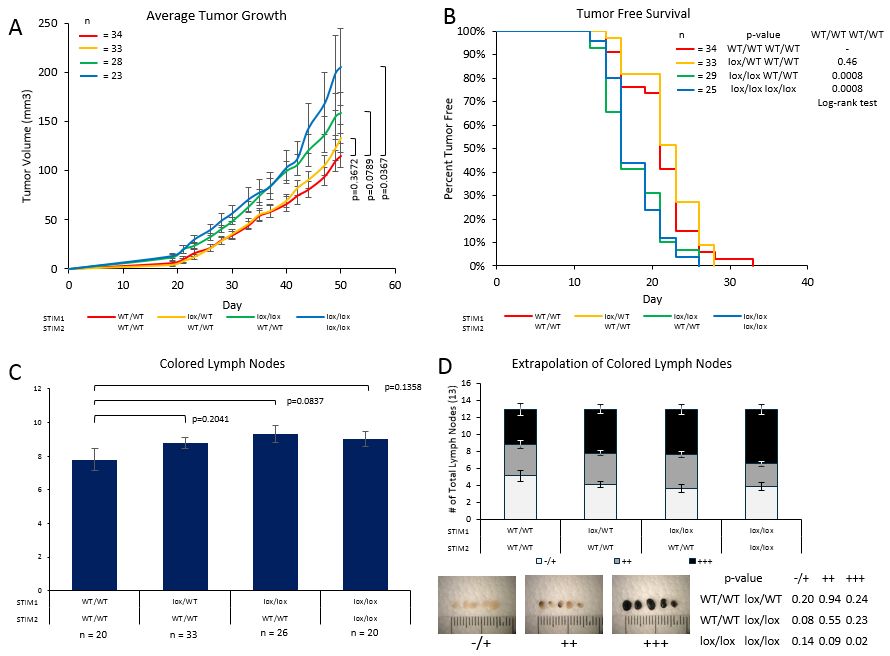 A
Average Tumor Growth
n
= 34
= 33
= 28
= 23
Tumor Volume (mm3)
250
200
150
100
50
0
0 10 20 30 40 50 60
Day
p=0.3672
p=0.0789
p=0.0367
STIM1 WT/WT lox/WT lox/lox lox/lox
STIM2 WT/WT WT/WT WT/WT lox/lox
B
Tumor Free Survival
n p-value WT/WT WT/WT
= 34 WT/WT WT/WT -
= 33 lox/WT WT/WT 0.46
= 29 lox/lox WT/WT 0.0008
= 25 lox/lox lox/lox 0.0008
Log-rank test
Percent Tumor Free
100%
90%
80%
70%
60%
50%
40%
30%
20%
10%
0%
0 10 20 30 40
Day
STIM1 WT/WT lox/WT lox/lox lox/lox
STIM2 WT/WT WT/WT WT/WT lox/lox
C
Colored Lymph Nodes
12
10
8
6
4
2
0
p=0.1358
p=0.0837
p=0.2041
STIM1 WT/WT lox/WT lox/lox lox/lox
STIM2 WT/WT WT/WT WT/WT lox/lox
n = 20 n = 33 n = 26 n = 20
D
Extrapolation of Colored Lymph Nodes
# of Total Lymph Nodes (13)
16
14
12
10
8
6
4
2
0
STIM1 WT/WT lox/WT lox/lox lox/lox
STIM2 WT/WT WT/WT WT/WT lox/lox
-/+ ++ +++
-/+ ++ +++
p-value -/+ ++ +++
WT/WT lox/WT 0.20 0.94 0.24
WT/WT lox/lox 0.08 0.55 0.23
lox/lox lox/lox 0.14 0.09 0.02